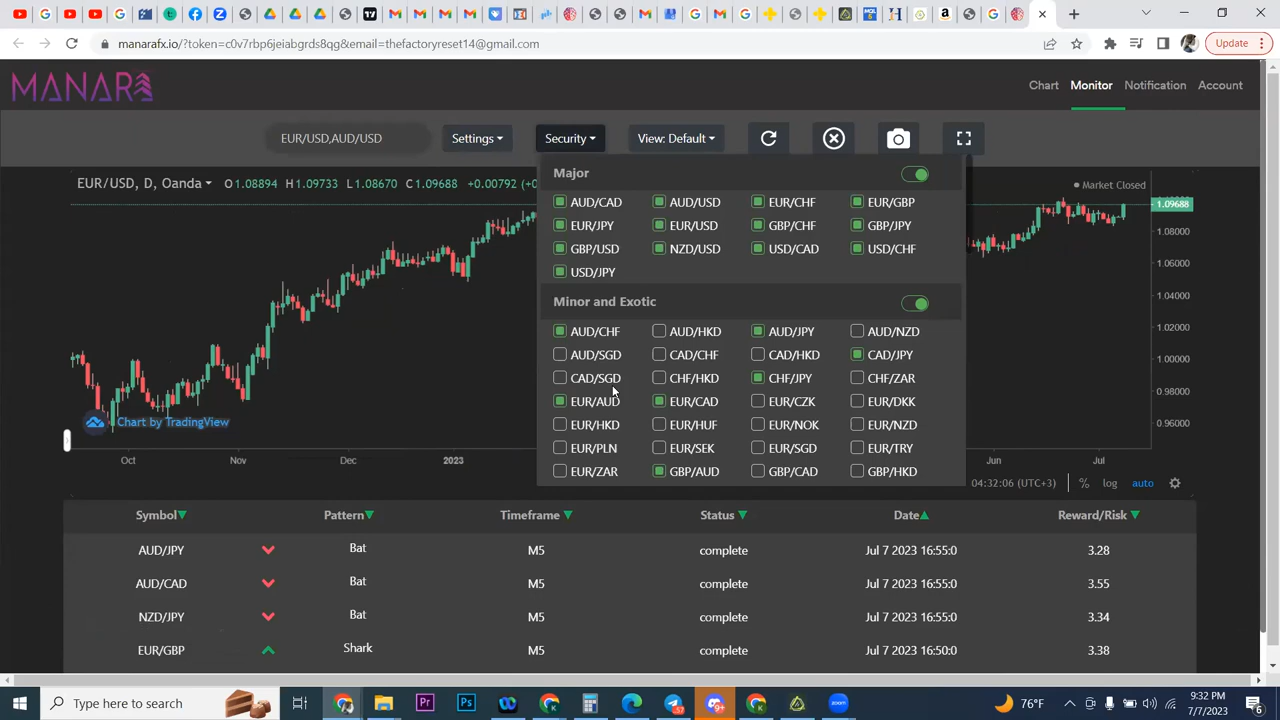 manarafx.io/?token=c0v7rbp6jeiabgrds8qg&email=thefactoryreset14@gmail.com
Update
MANARA
Chart Monitor Notification Account
EUR/USD,AUD/USD Settings Security View: Default
EUR/USD, D, Oanda O1.08894 H1.09733 L1.08670 C1.09688 +0.00792
Market Closed
Major
AUD/CAD AUD/USD EUR/CHF EUR/GBP
EUR/JPY EUR/USD GBP/CHF GBP/JPY
GBP/USD NZD/USD USD/CAD USD/CHF
USD/JPY
Minor and Exotic
AUD/CHF AUD/HKD AUD/JPY AUD/NZD
AUD/SGD CAD/CHF CAD/HKD CAD/JPY
CAD/SGD CHF/HKD CHF/JPY CHF/ZAR
EUR/AUD EUR/CAD EUR/CZK EUR/DKK
EUR/HKD EUR/HUF EUR/NOK EUR/NZD
EUR/PLN EUR/SEK EUR/SGD EUR/TRY
EUR/ZAR GBP/AUD GBP/CAD GBP/HKD
1.09688
1.08000
1.06000
1.04000
1.02000
1.00000
0.98000
0.96000
Chart by TradingView
Oct Nov Dec 2023 Jun Jul
04:32:06 (UTC+3) % log auto
Symbol Pattern Timeframe Status Date Reward/Risk
AUD/JPY Bat M5 complete Jul 7 2023 16:55:0 3.28
AUD/CAD Bat M5 complete Jul 7 2023 16:55:0 3.55
NZD/JPY Bat M5 complete Jul 7 2023 16:55:0 3.34
EUR/GBP Shark M5 complete Jul 7 2023 16:50:0 3.38
Type here to search
76°F
9:32 PM
7/7/2023
6